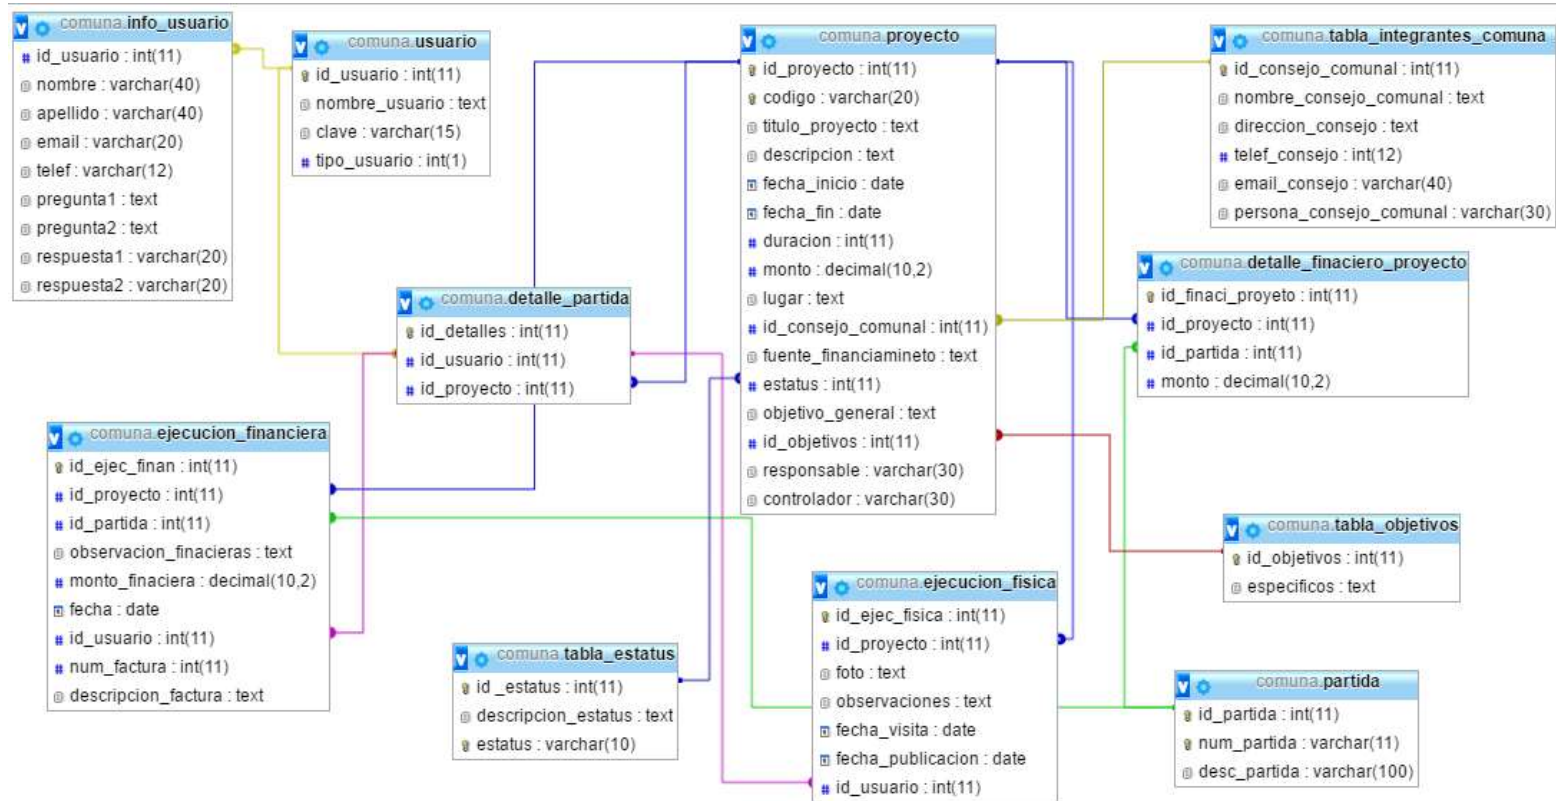 comuna.info_usuario
id_usuario : int(11)
nombre : varchar(40)
apellido : varchar(40)
email : varchar(20)
telef : varchar(12)
pregunta1 : text
pregunta2 : text
respuesta1 : varchar(20)
respuesta2 : varchar(20)
comuna.usuario
id_usuario : int(11)
nombre_usuario : text
clave : varchar(15)
tipo_usuario : int(1)
comuna.proyecto
id_proyecto : int(11)
codigo : varchar(20)
titulo_proyecto : text
descripcion : text
fecha_inicio : date
fecha_fin : date
duracion : int(11)
monto : decimal(10,2)
lugar : text
id_consejo_comunal : int(11)
fuente_financiamineto : text
estatus : int(11)
objetivo_general : text
id_objetivos : int(11)
responsable : varchar(30)
controlador : varchar(30)
comuna.tabla_integrantes_comuna
id_consejo_comunal : int(11)
nombre_consejo_comunal : text
direccion_consejo : text
telef_consejo : int(12)
email_consejo : varchar(40)
persona_consejo_comunal : varchar(30)
comuna.detalle_finaciero_proyecto
id_finaci_proyeto : int(11)
id_proyecto : int(11)
id_partida : int(11)
monto : decimal(10,2)
comuna.detalle_partida
id_detalles : int(11)
id_usuario : int(11)
id_proyecto : int(11)
comuna.ejecucion_financiera
id_ejec_finan : int(11)
id_proyecto : int(11)
id_partida : int(11)
observacion_finacieras : text
monto_finaciera : decimal(10,2)
fecha : date
id_usuario : int(11)
num_factura : int(11)
descripcion_factura : text
comuna.tabla_estatus
id _estatus : int(11)
descripcion_estatus : text
estatus : varchar(10)
comuna.ejecucion_fisica
id_ejec_fisica : int(11)
id_proyecto : int(11)
foto : text
observaciones : text
fecha_visita : date
fecha_publicacion : date
id_usuario : int(11)
comuna.tabla_objetivos
id_objetivos : int(11)
especificos : text
comuna.partida
id_partida : int(11)
num_partida : varchar(11)
desc_partida : varchar(100)